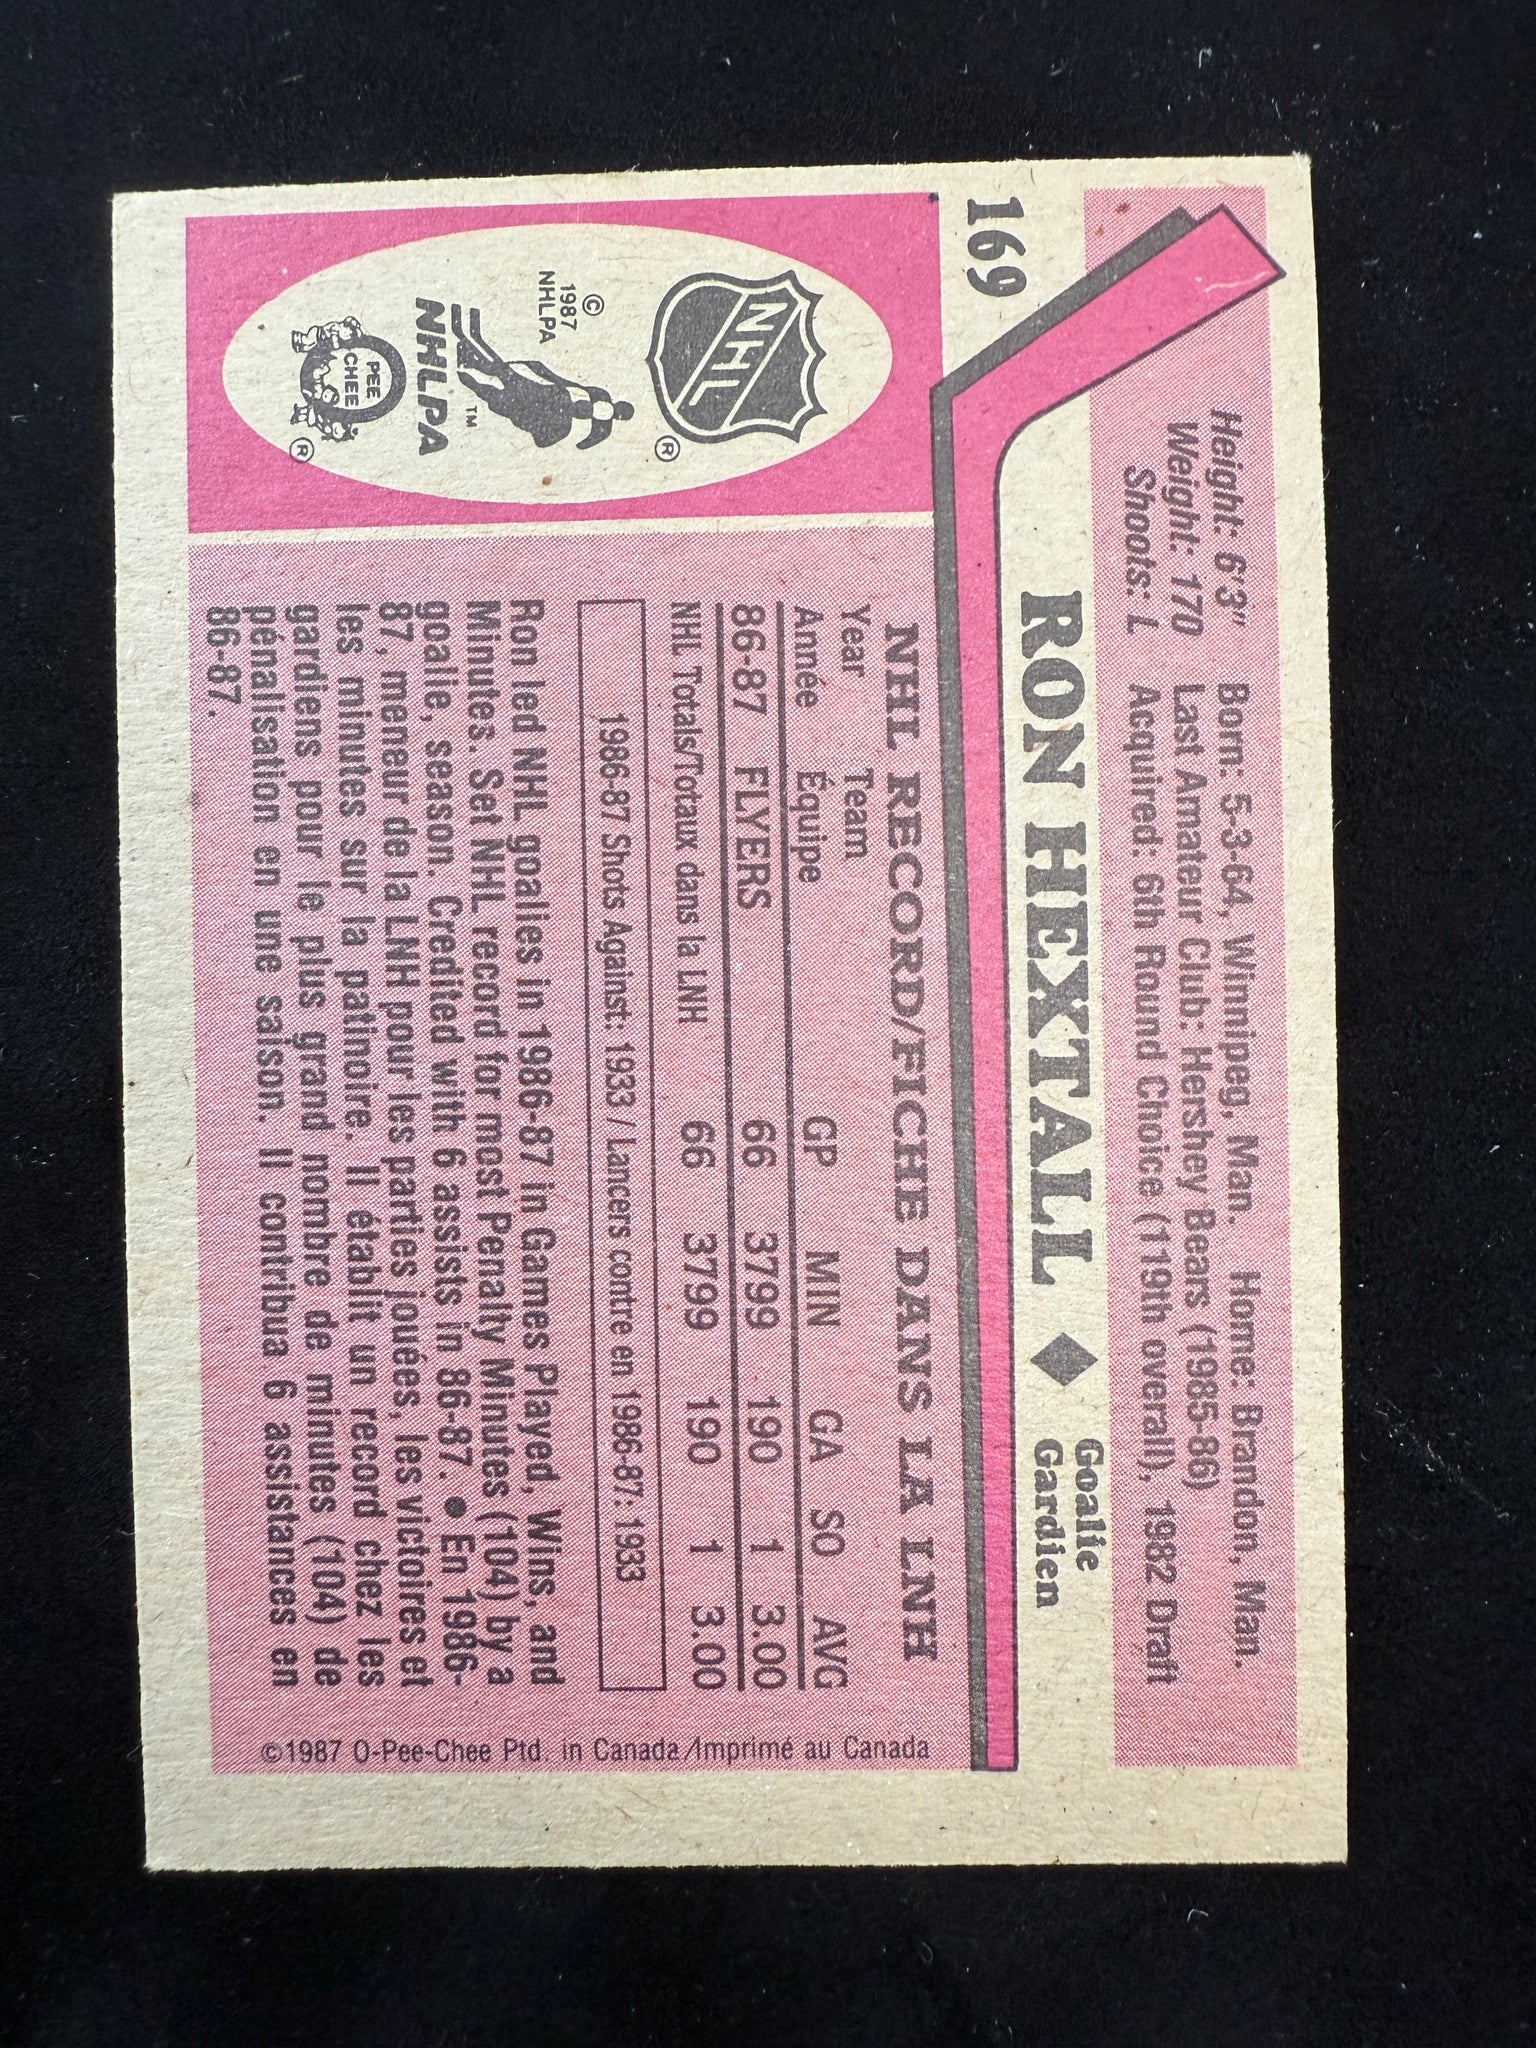 169
Height: 6'3" Born: 5-3-64, Winnipeg, Man. Home: Brandon, Man.
Weight: 170 Last Amateur Club: Hershey Bears (1985-86)
Shoots: L Acquired: 6th Round Choice (119th overall), 1982 Draft
RON HEXTALL ◆ Goalie
Gardien
NHL
®
© 1987 NHLPA
NHLPA
TM
O PEE CHEE
®
NHL RECORD/FICHE DANS LA LNH
Year Team
Année Équipe GP MIN GA SO AVG
86-87 FLYERS 66 3799 190 1 3.00
NHL Totals/Totaux dans la LNH 66 3799 190 1 3.00
1986-87 Shots Against: 1933 / Lancers contre en 1986-87: 1933
Ron led NHL goalies in 1986-87 in Games Played, Wins, and
Minutes. Set NHL record for most Penalty Minutes (104) by a
goalie, season. Credited with 6 assists in 86-87. ● En 1986-
87, meneur de la LNH pour les parties jouées, les victoires et
les minutes sur la patinoire. Il établit un record chez les
gardiens pour le plus grand nombre de minutes (104) de
pénalisation en une saison. Il contribua 6 assistances en
86-87.
©1987 O-Pee-Chee Ptd. in Canada/Imprimé au Canada